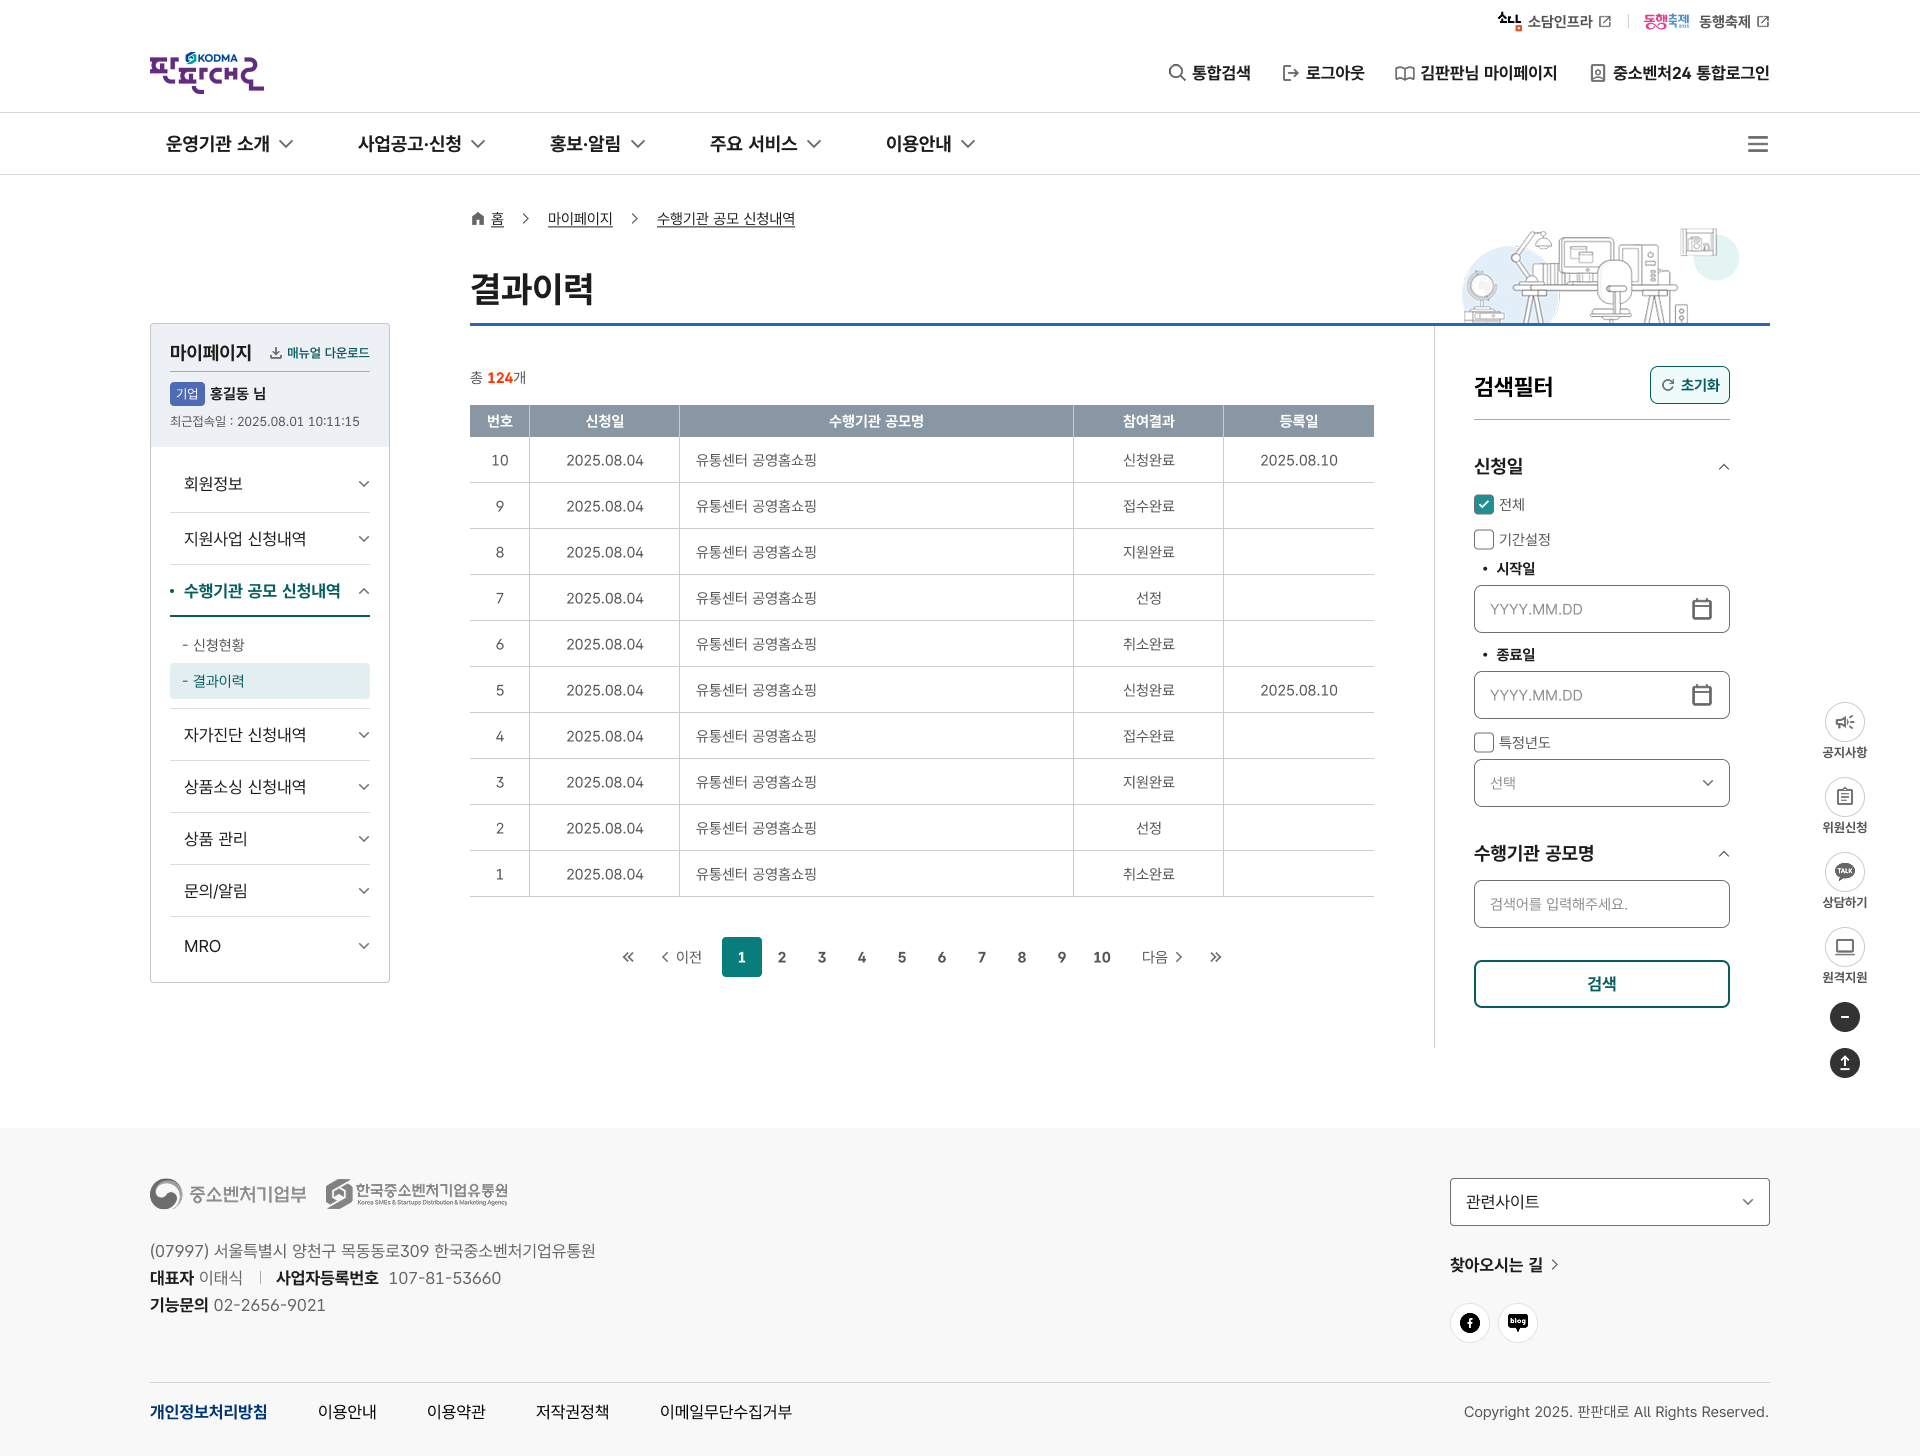 소담 소담인프라
동행축제 2025 동행축제
KODMA
판판대로
통합검색
로그아웃
김판판님 마이페이지
중소벤처24 통합로그인
운영기관 소개
사업공고·신청
홍보·알림
주요 서비스
이용안내
홈
마이페이지
수행기관 공모 신청내역
결과이력
마이페이지
매뉴얼 다운로드
기업 홍길동 님
최근접속일 : 2025.08.01 10:11:15
회원정보
지원사업 신청내역
• 수행기관 공모 신청내역
- 신청현황
- 결과이력
자가진단 신청내역
상품소싱 신청내역
상품 관리
문의/알림
MRO
총 124개
번호 신청일 수행기관 공모명 참여결과 등록일
10 2025.08.04 유통센터 공영홈쇼핑 신청완료 2025.08.10
9 2025.08.04 유통센터 공영홈쇼핑 접수완료
8 2025.08.04 유통센터 공영홈쇼핑 지원완료
7 2025.08.04 유통센터 공영홈쇼핑 선정
6 2025.08.04 유통센터 공영홈쇼핑 취소완료
5 2025.08.04 유통센터 공영홈쇼핑 신청완료 2025.08.10
4 2025.08.04 유통센터 공영홈쇼핑 접수완료
3 2025.08.04 유통센터 공영홈쇼핑 지원완료
2 2025.08.04 유통센터 공영홈쇼핑 선정
1 2025.08.04 유통센터 공영홈쇼핑 취소완료
이전 1 2 3 4 5 6 7 8 9 10 다음
검색필터
초기화
신청일
전체
기간설정
• 시작일
YYYY.MM.DD
• 종료일
YYYY.MM.DD
특정년도
선택
수행기관 공모명
검색어를 입력해주세요.
검색
공지사항
위원신청
TALK
상담하기
원격지원
중소벤처기업부
한국중소벤처기업유통원
Korea SMEs & Startups Distribution & Marketing Agency
(07997) 서울특별시 양천구 목동동로309 한국중소벤처기업유통원
대표자 이태식 사업자등록번호 107-81-53660
기능문의 02-2656-9021
관련사이트
찾아오시는 길
blog
개인정보처리방침
이용안내
이용약관
저작권정책
이메일무단수집거부
Copyright 2025. 판판대로 All Rights Reserved.